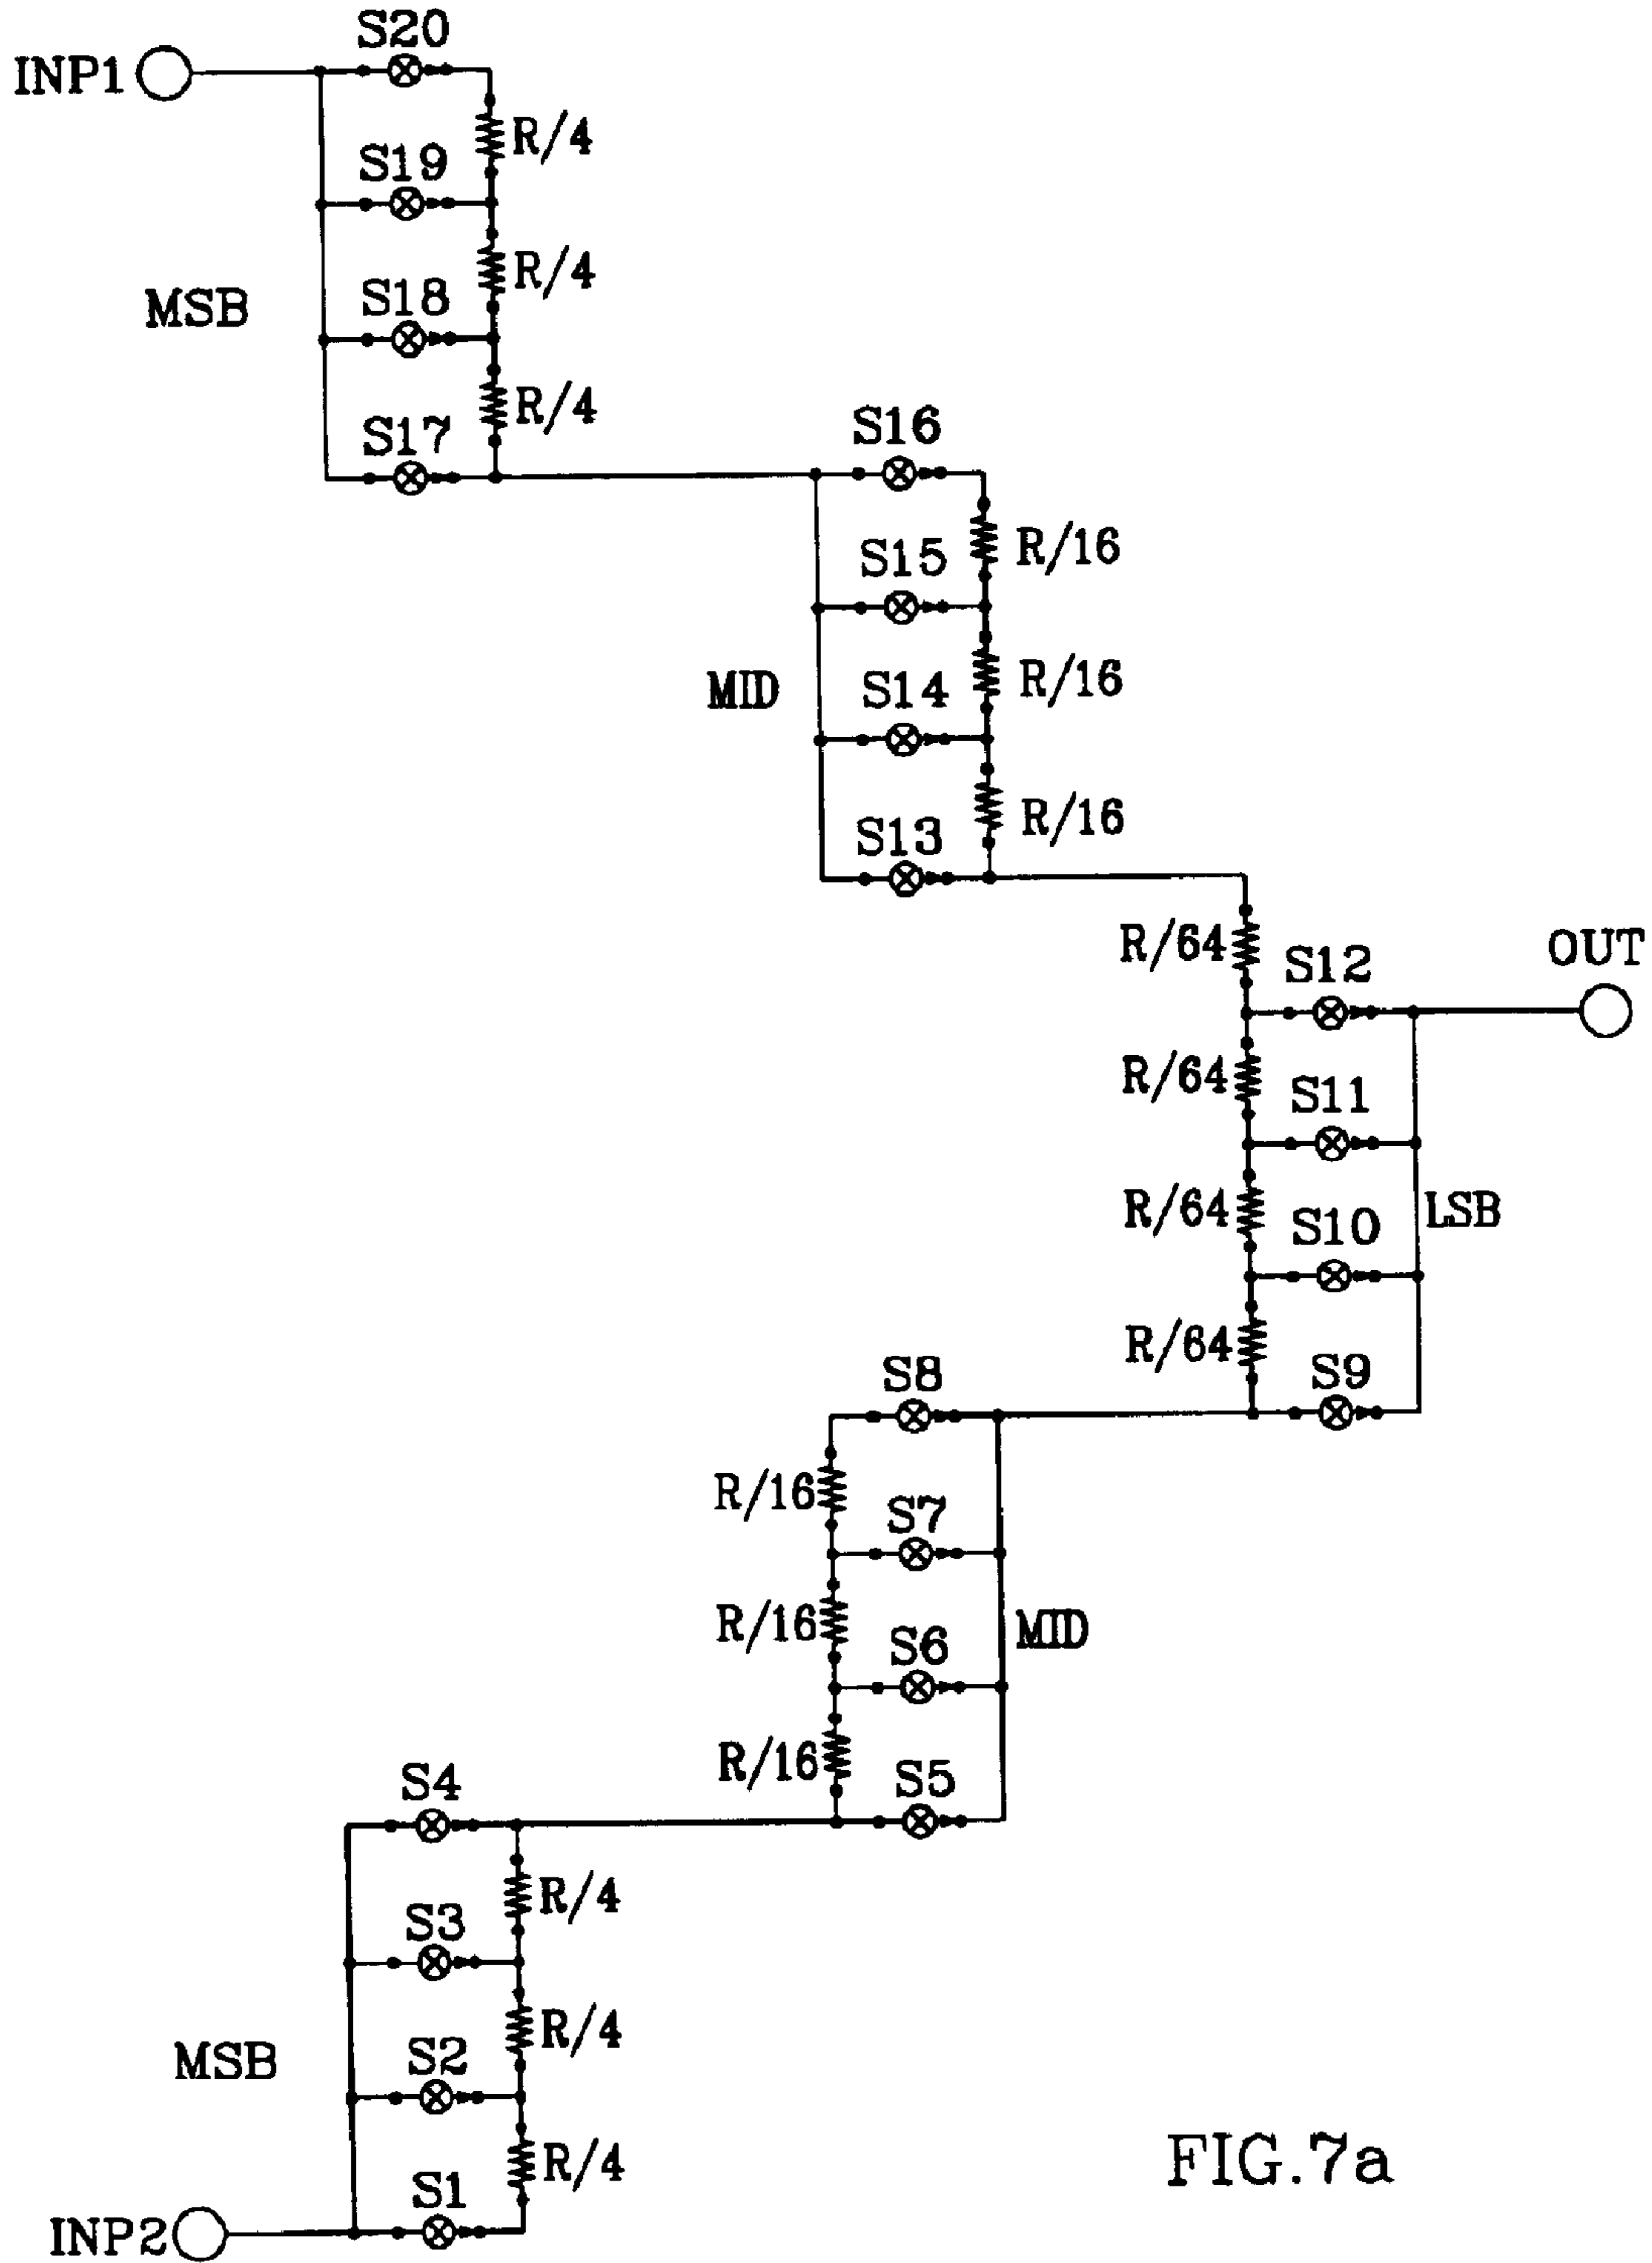 S20
INP1
R/4
S19
R/4
S18
MSB
R/4
S17
S16
R/16
S15
R/16
S14
MID
R/16
S13
R/64
S12
OUT
R/64
S11
R/64
S10
LSB
R/64
S9
S8
R/16
S7
R/16
S6
MID
R/16
S5
S4
R/4
S3
R/4
S2
MSB
R/4
S1
INP2
FIG.7a